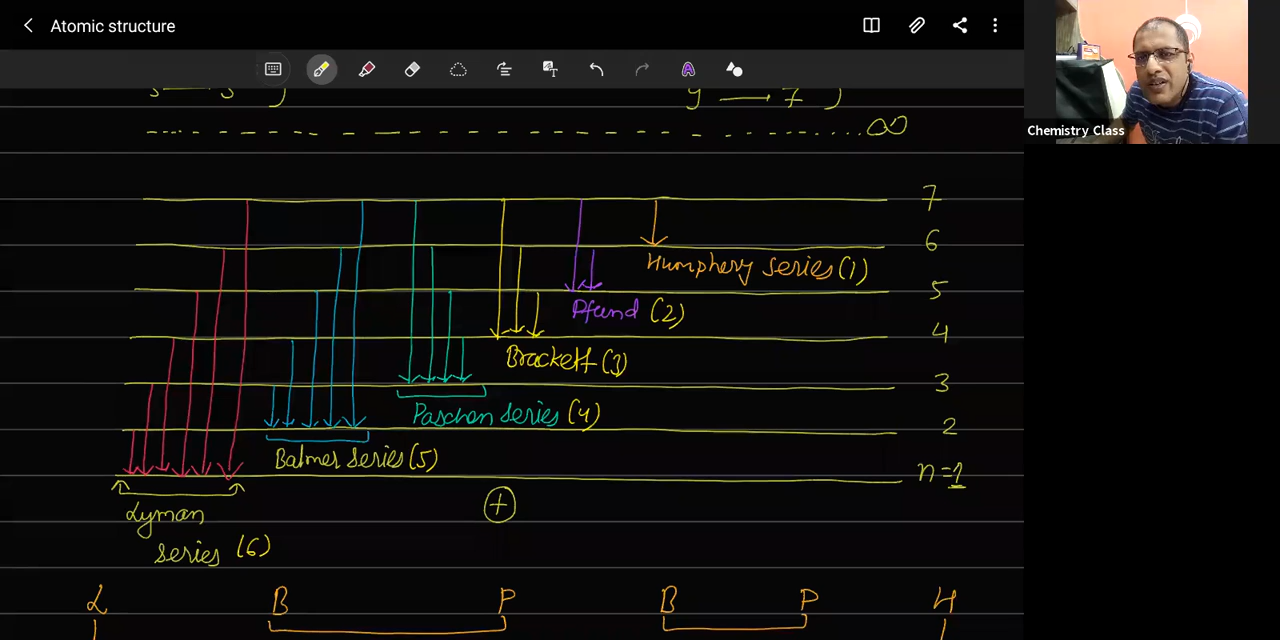 Atomic structure
Chemistry Class
∞
7
6
Humphery series (1)
5
Pfund (2)
4
Brackett (3)
3
Paschen series (4)
2
Balmer series (5)
n = 1
+
Lyman
series (6)
L B P B P H